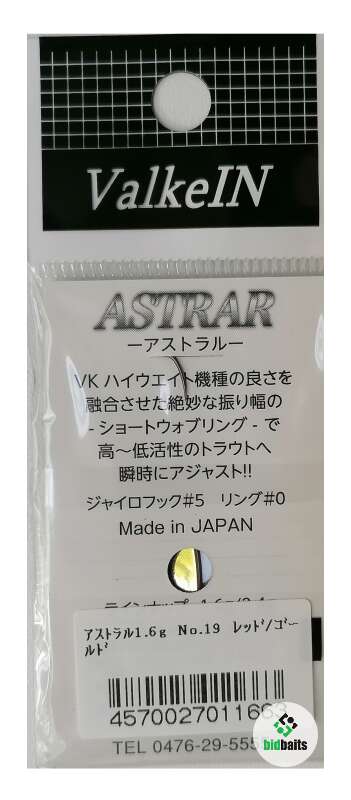 ValkeIN
ASTRAR
ーアストラルー
VK ハイウエイト機種の良さを
融合させた絶妙な振り幅の
- ショートウォブリング - で
高〜低活性のトラウトへ
瞬時にアジャスト!!
ジャイロフック#5 リング#0
Made in JAPAN
アストラル1.6g No.19 レッド/ゴー
ルド
TEL 0476-29-555
bidbaits